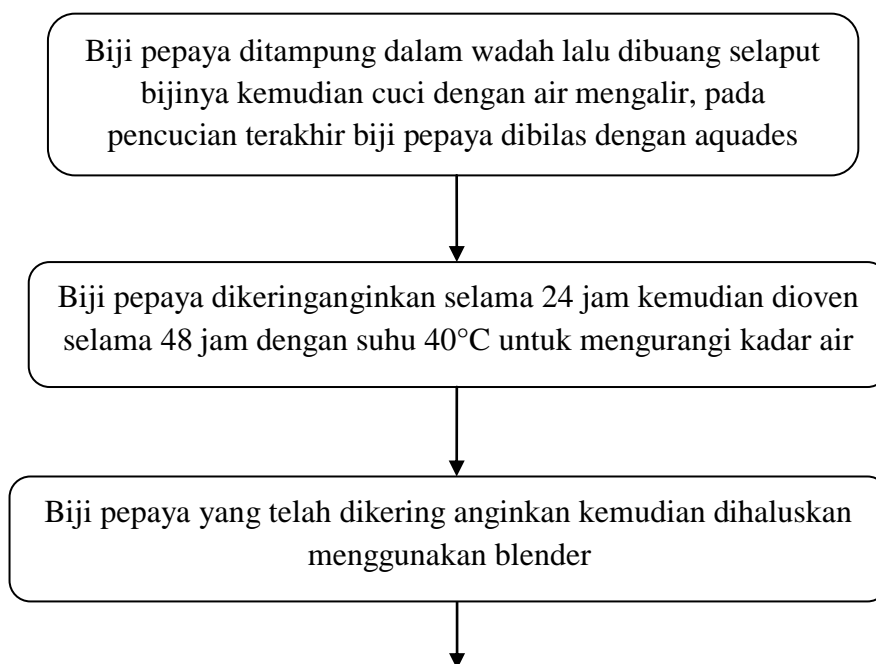 Biji pepaya ditampung dalam wadah lalu dibuang selaput
bijinya kemudian cuci dengan air mengalir, pada
pencucian terakhir biji pepaya dibilas dengan aquades
Biji pepaya dikeringanginkan selama 24 jam kemudian dioven
selama 48 jam dengan suhu 40°C untuk mengurangi kadar air
Biji pepaya yang telah dikering anginkan kemudian dihaluskan
menggunakan blender